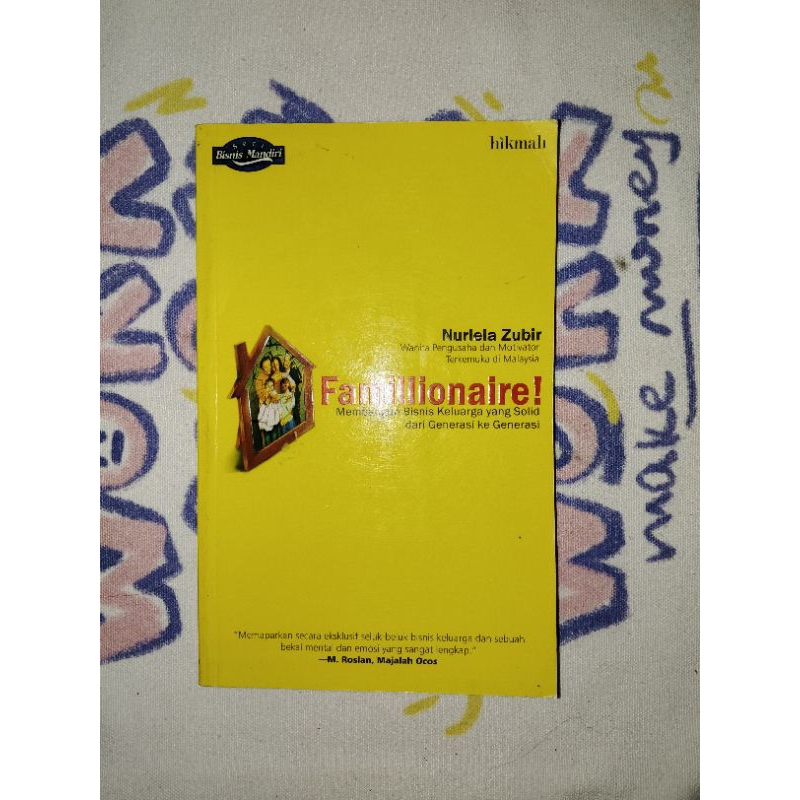 Seri
Bisnis Mandiri
hikmah
Nurlela Zubir
Wanita Pengusaha dan Motivator
Terkemuka di Malaysia
Famillionaire!
Membangun Bisnis Keluarga yang Solid
dari Generasi ke Generasi
"Memaparkan secara eksklusif seluk-beluk bisnis keluarga dan sebuah
bekal mental dan emosi yang sangat lengkap."
—M. Roslan, Majalah Ocos
make money